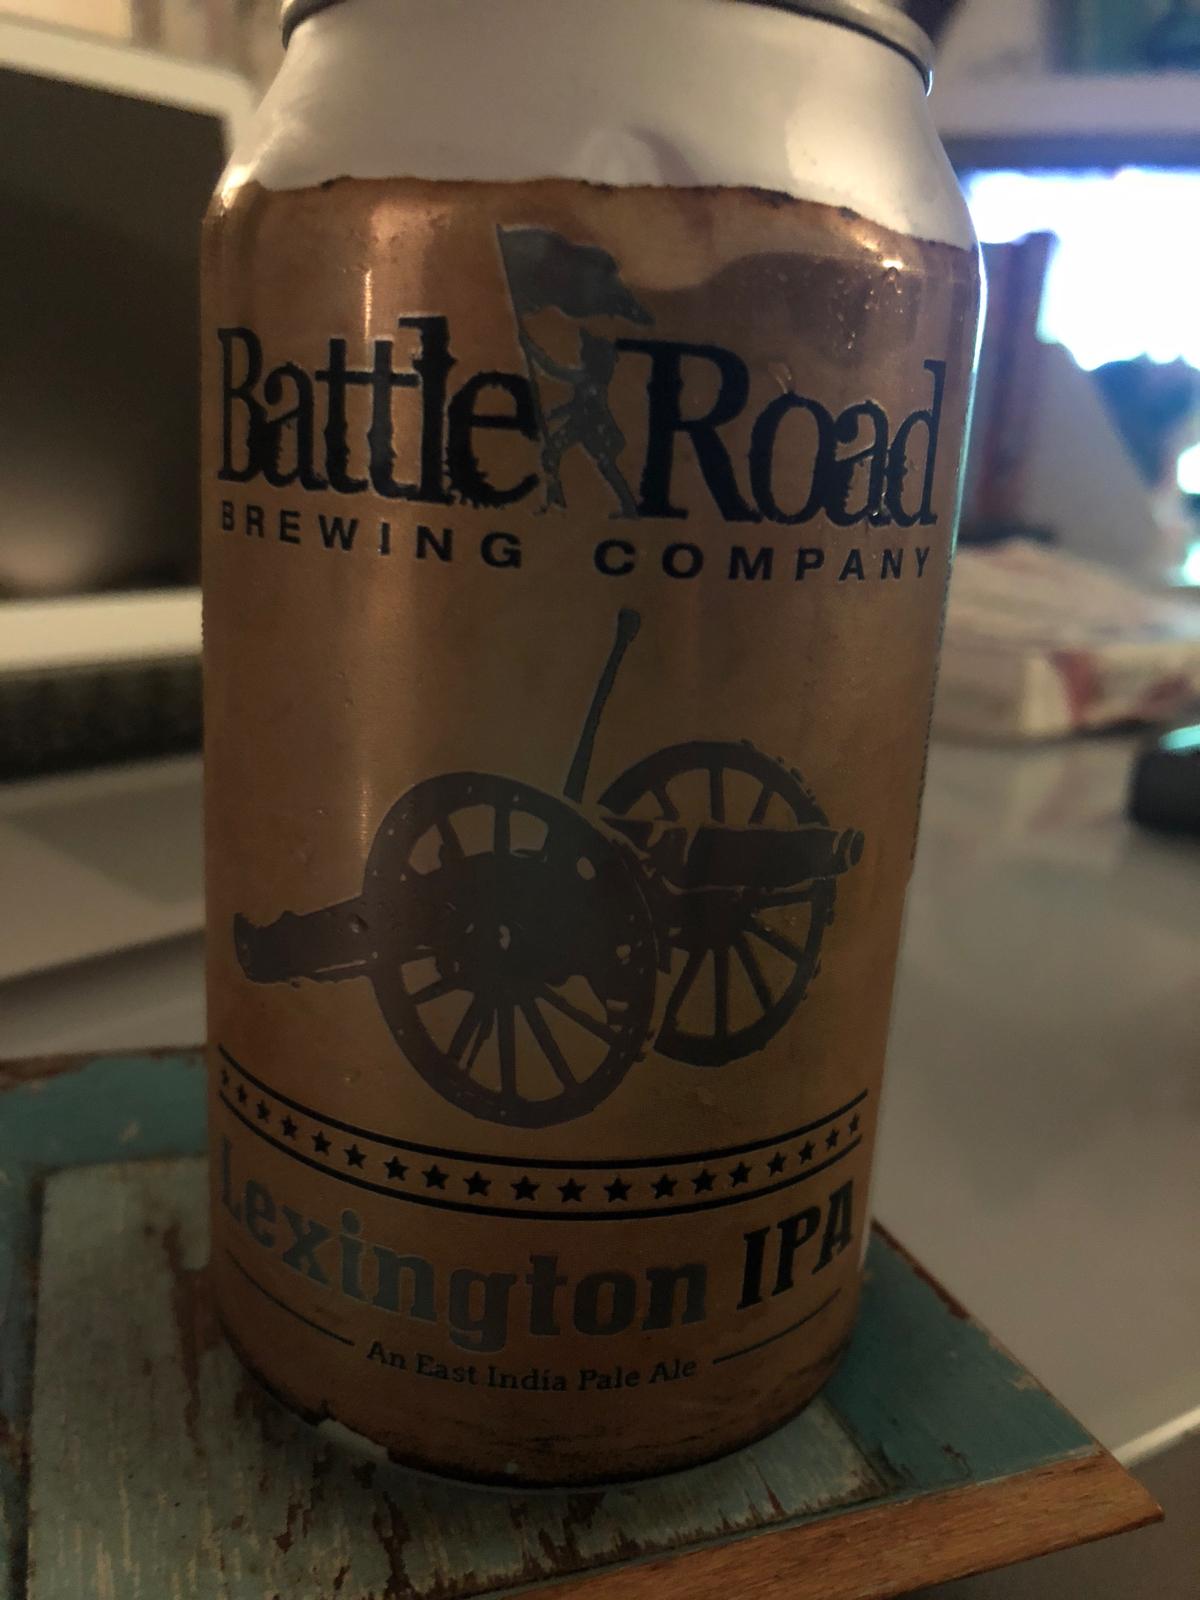 Battle Road
BREWING COMPANY
Lexington IPA
An East India Pale Ale